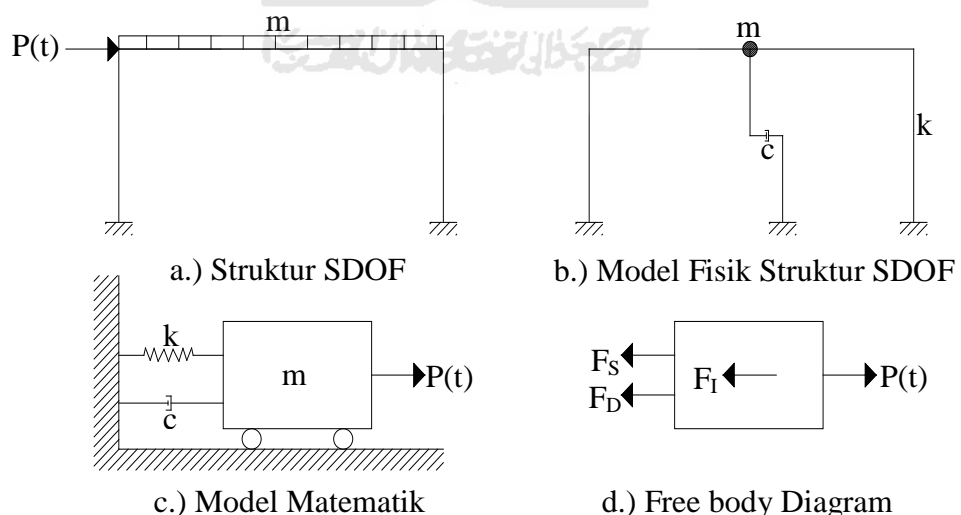 m
P(t)
a.) Struktur SDOF
m
k
c
b.) Model Fisik Struktur SDOF
k
m
P(t)
c
c.) Model Matematik
F_S
F_D
F_I
P(t)
d.) Free body Diagram